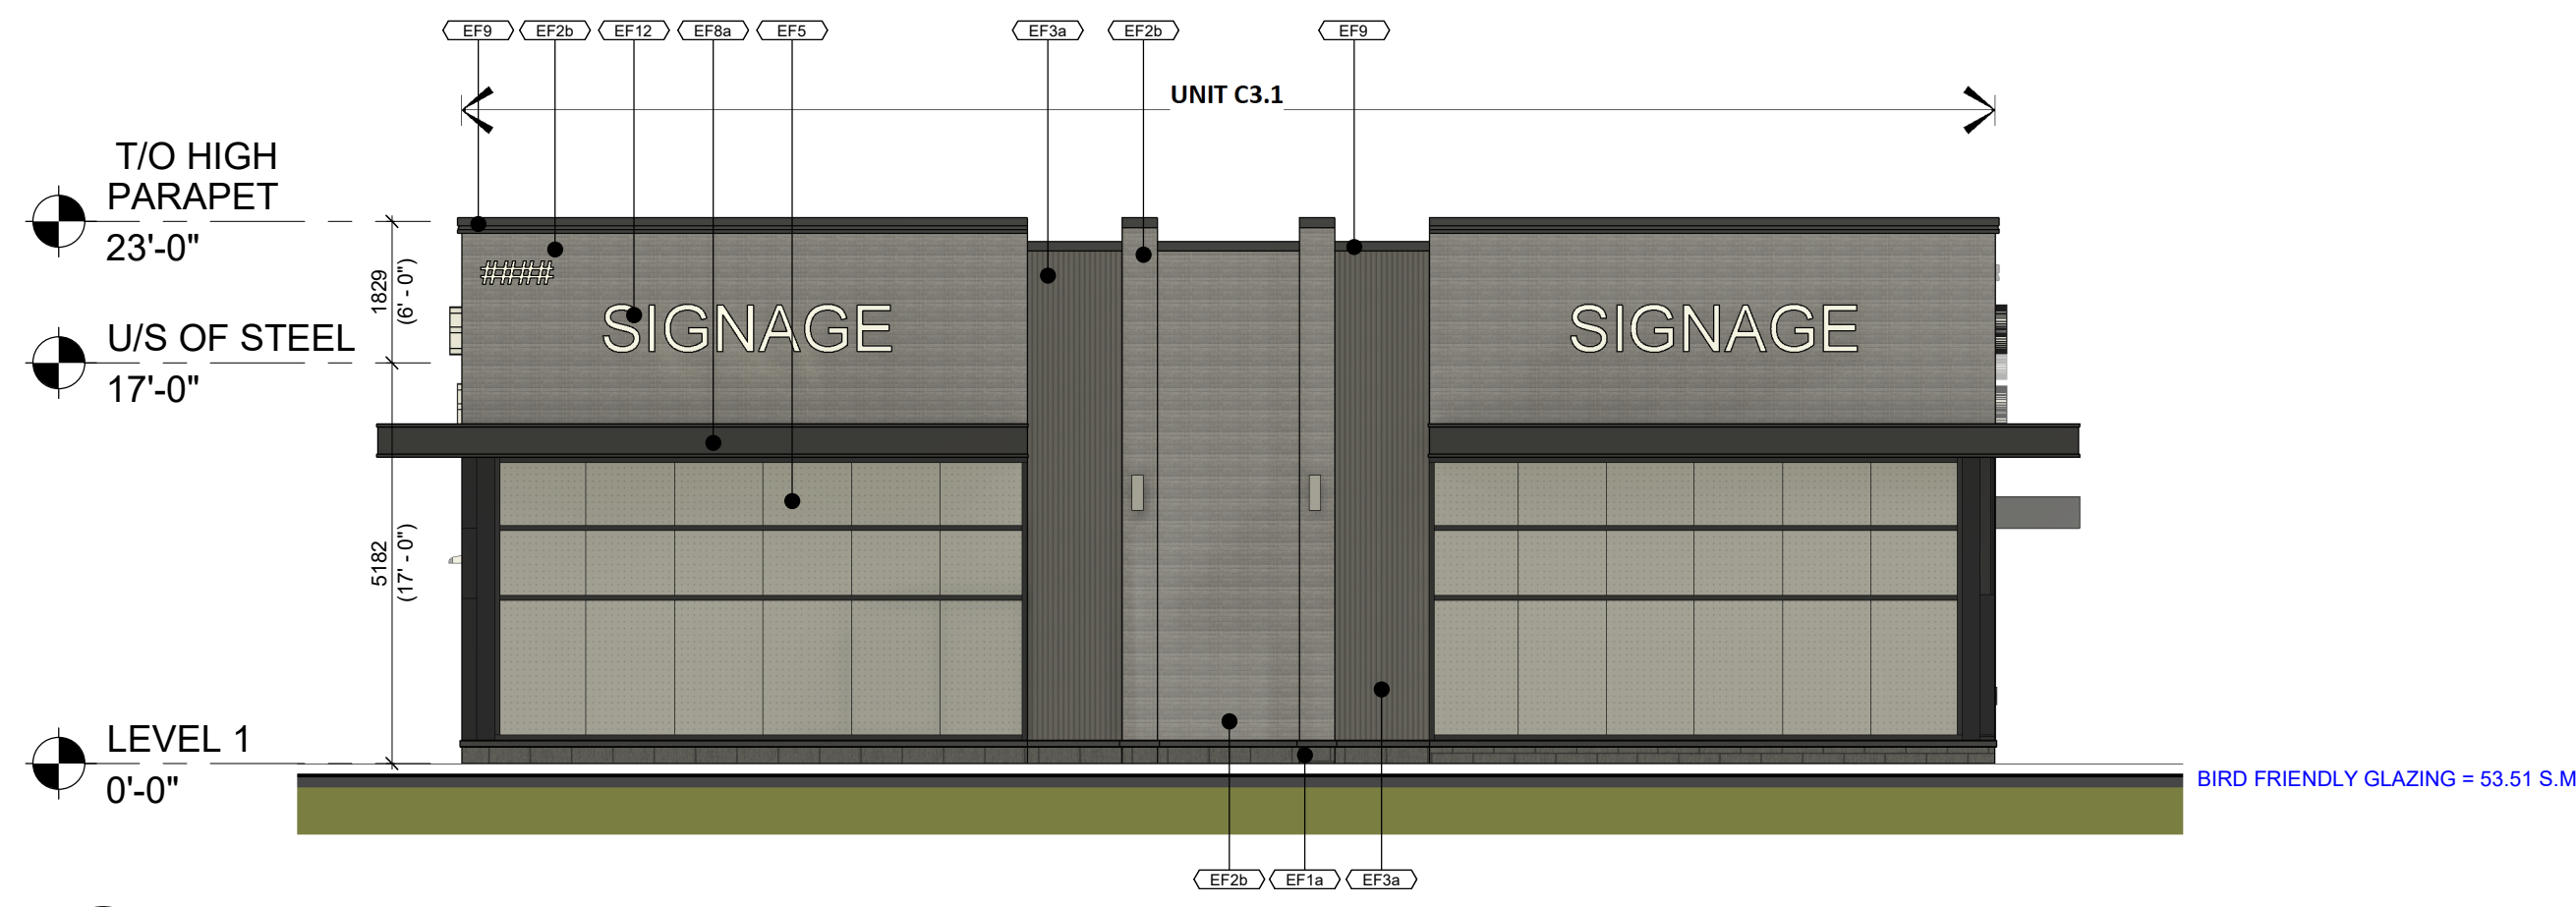 EF9 EF2b EF12 EF8a EF5 EF3a EF2b EF9
UNIT C3.1
T/O HIGH
PARAPET
23'-0"
1829
(6' - 0")
#####
SIGNAGE SIGNAGE
U/S OF STEEL
17'-0"
5182
(17' - 0")
LEVEL 1
0'-0"
BIRD FRIENDLY GLAZING = 53.51 S.M
EF2b EF1a EF3a